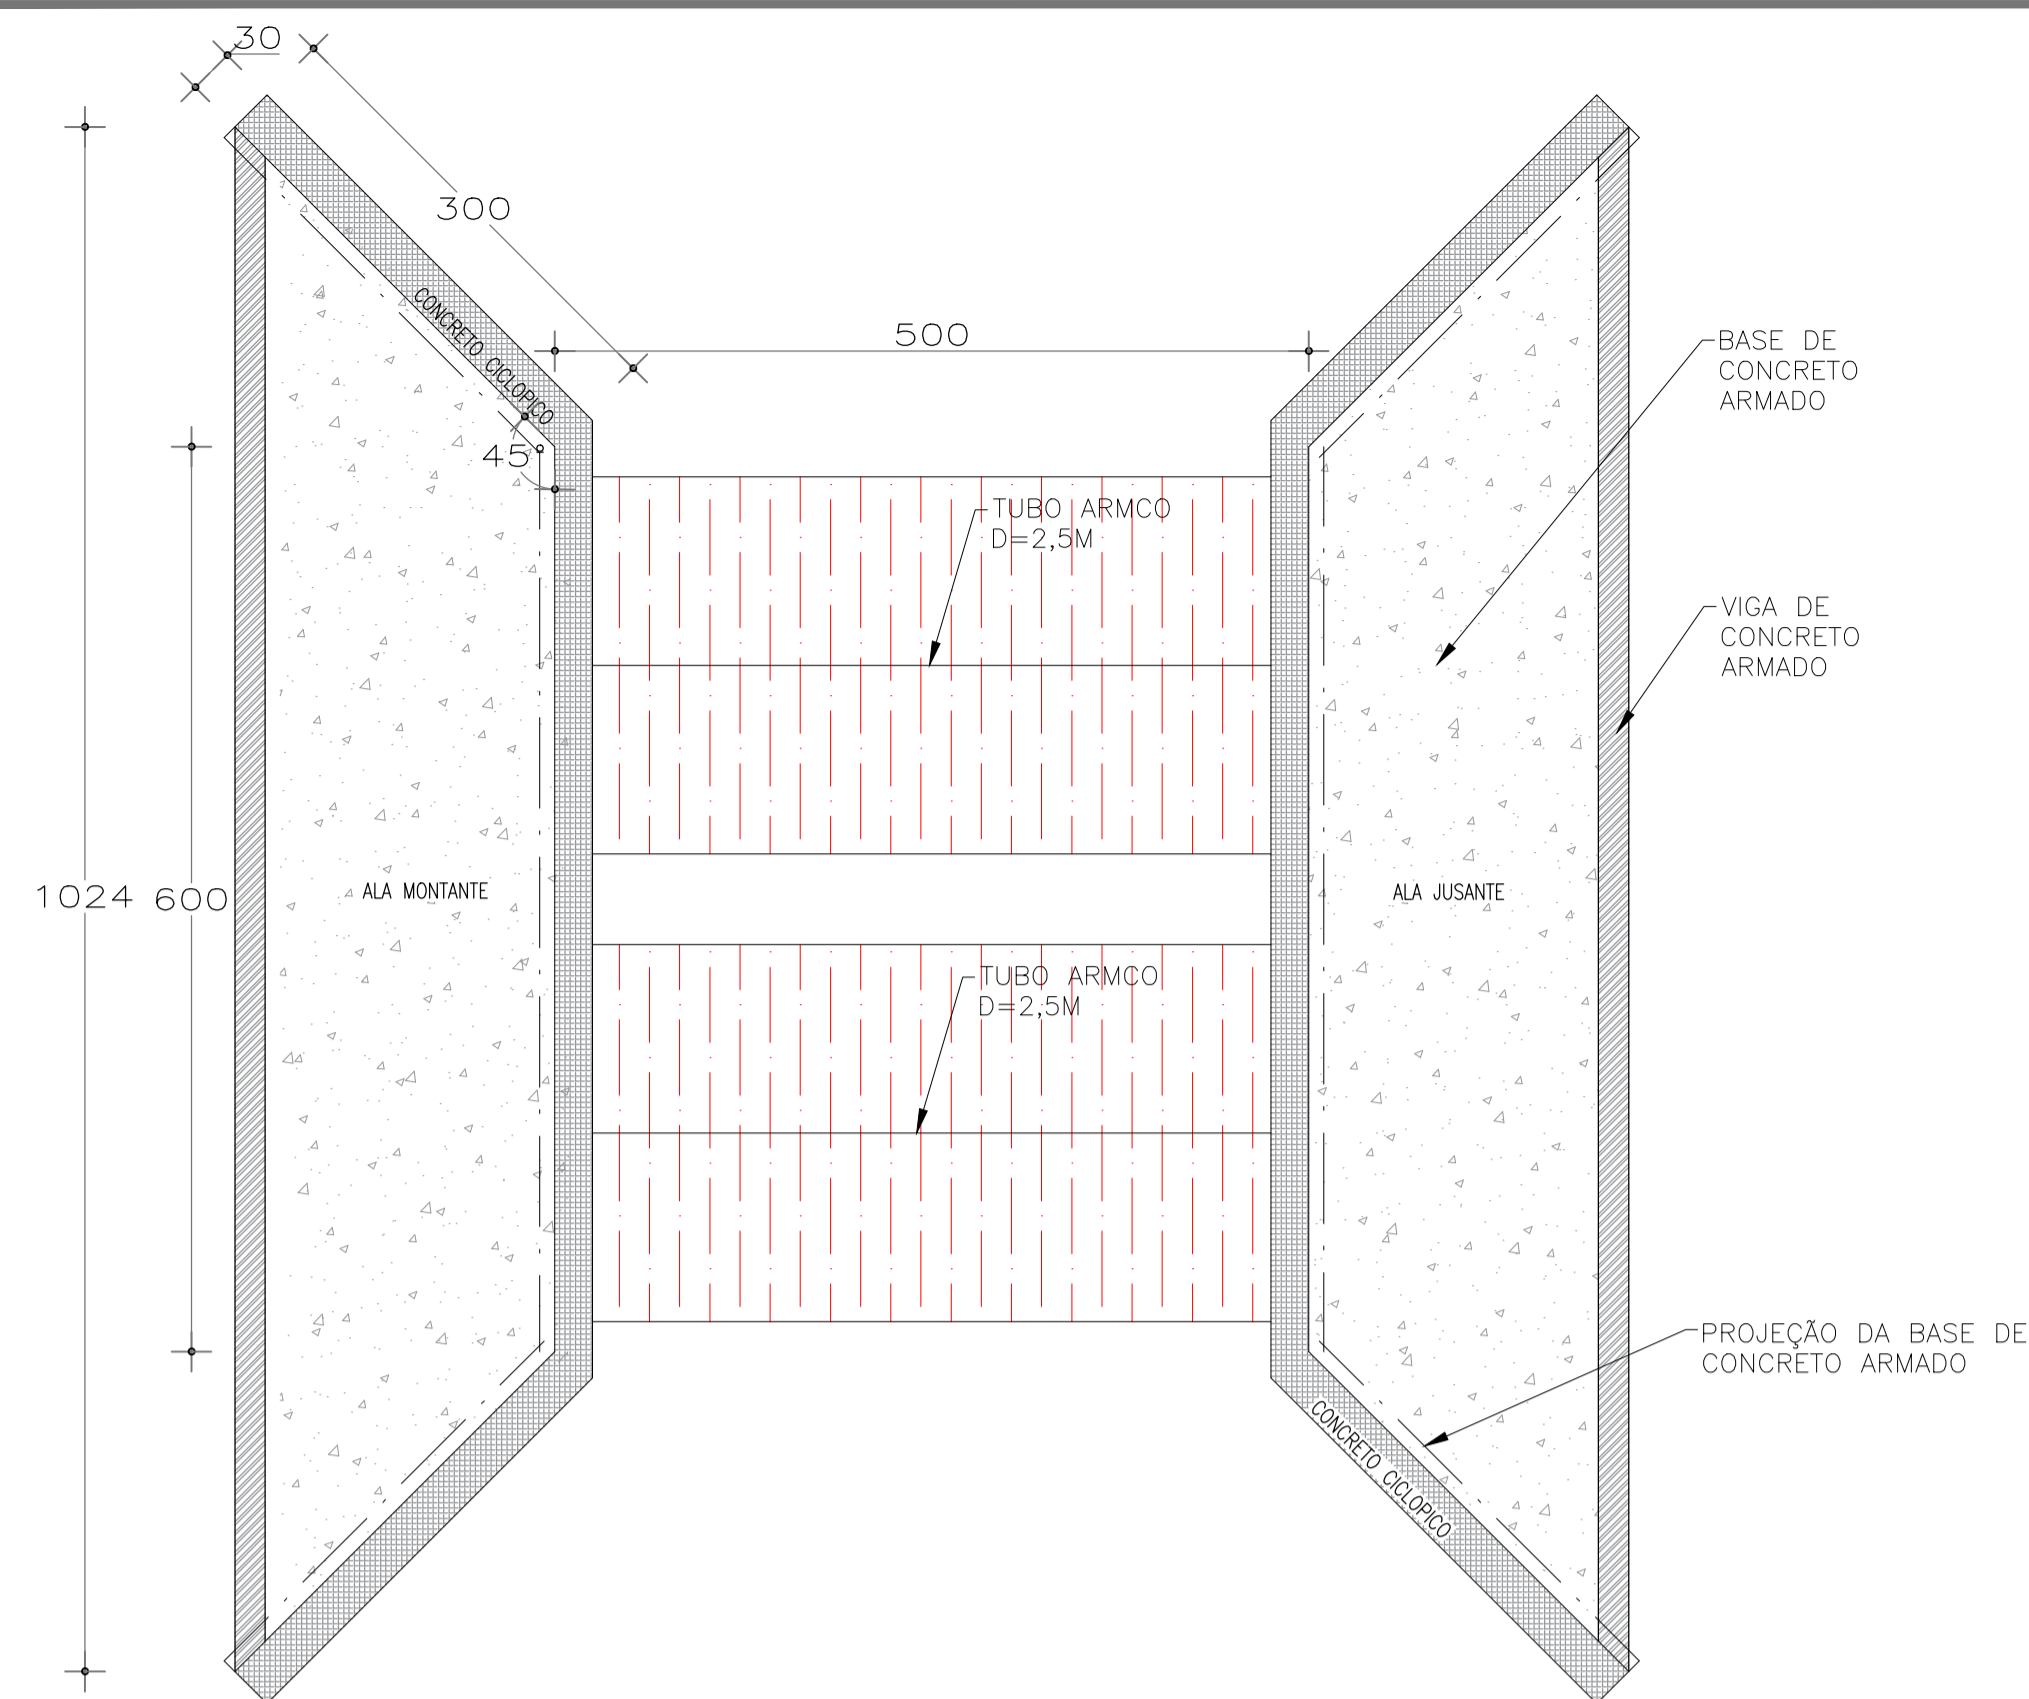 30
300
500
CONCRETO CICLOPICO
45°
BASE DE
CONCRETO
ARMADO
TUBO ARMCO
D=2,5M
VIGA DE
CONCRETO
ARMADO
1024
600
ALA MONTANTE
ALA JUSANTE
TUBO ARMCO
D=2,5M
PROJEÇÃO DA BASE DE
CONCRETO ARMADO
CONCRETO CICLOPICO